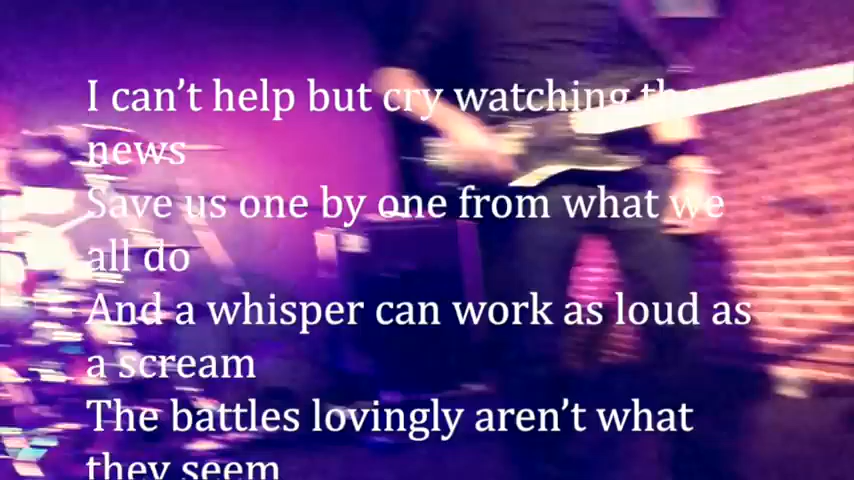 I can’t help but cry watching the
news
Save us one by one from what we
all do
And a whisper can work as loud as
a scream
The battles lovingly aren’t what
they seem